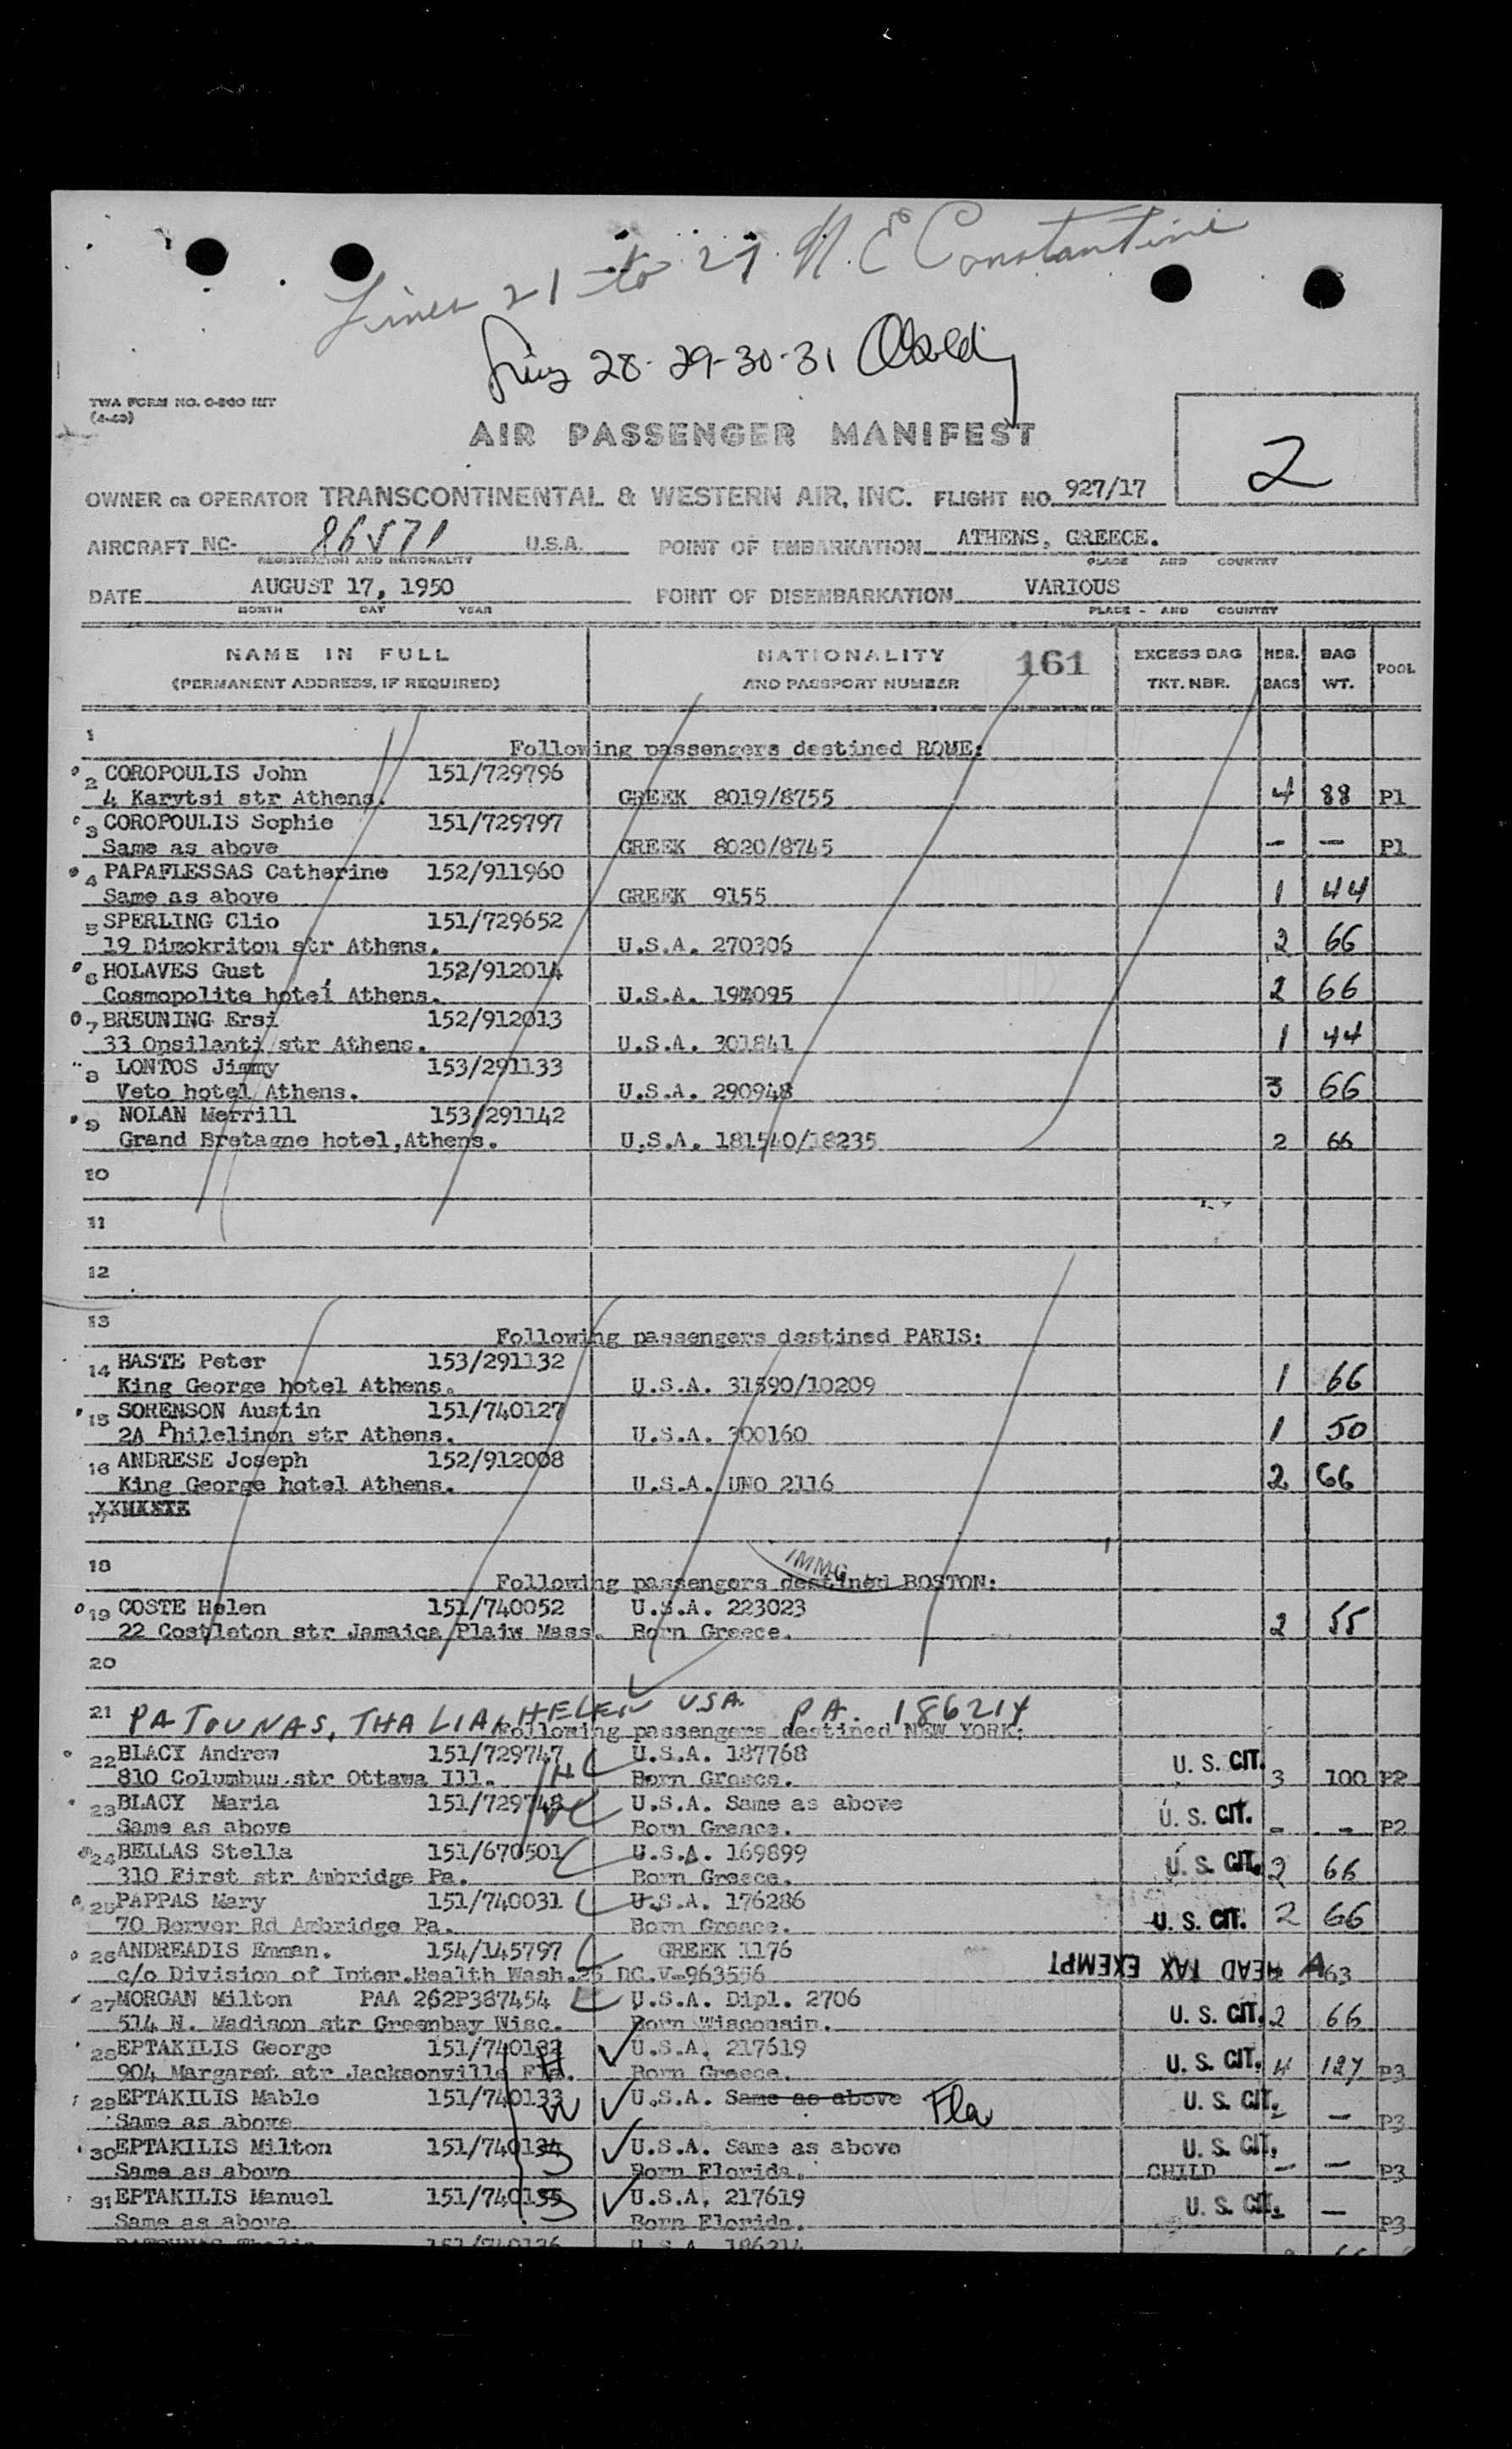 Lines 21 to 27 N. E Constantine
Lines 28-29-30-31
TWA FORM NO. O-800 INT
AIR PASSENGER MANIFEST
2
OWNER OR OPERATOR TRANSCONTINENTAL & WESTERN AIR, INC. FLIGHT NO. 927/17
AIRCRAFT NC- 86571 U.S.A. POINT OF EMBARKATION ATHENS, GREECE.
REGISTRATION AND NATIONALITY PLACE AND COUNTRY
DATE AUGUST 17, 1950 POINT OF DISEMBARKATION VARIOUS
MONTH DAY YEAR PLACE - AND COUNTRY
NAME IN FULL NATIONALITY 161 EXCESS BAG NBR. BAG POOL
(PERMANENT ADDRESS, IF REQUIRED) AND PASSPORT NUMBER TKT. NBR. BAGS WT.
1
Following passengers destined ROME:
2 COROPOULIS John 151/729796
4 Karytsi str Athens. GREEK 8019/8755 4 88 P1
3 COROPOULIS Sophie 151/729797
Same as above GREEK 8020/8745 - - P1
4 PAPAFLESSAS Catherine 152/911960
Same as above GREEK 9155 1 44
5 SPERLING Clio 151/729652
19 Dimokritou str Athens. U.S.A. 270306 2 66
6 HOLAVES Gust 152/912014
Cosmopolite hotel Athens. U.S.A. 2 66
7 BREUNING Ersi 152/912013
33 Opsilanti str Athens. U.S.A. 301841 1 44
8 LONTOS Jimmy 153/291133
Veto hotel Athens. U.S.A. 290948 3 66
9 NOLAN Merrill 153/291142
Grand Bretagne hotel,Athens. U.S.A. 181540/18235 2 66
10
11
12
13
Following passengers destined PARIS:
14 HASTE Peter 153/291132
King George hotel Athens. U.S.A. 31590/10209 1 66
15 SORENSON Austin 151/740127
2A Philelinon str Athens. U.S.A. 300160 1 50
16 ANDRESE Joseph 152/912008
King George hotel Athens. U.S.A. UNO 2116 2 66
17
18 IMMG
Following passengers destined BOSTON:
19 COSTE Helen 151/740052 U.S.A. 223023
22 Costleton str Jamaica Plaiw Mass. Born Greece. 2 55
20
21 PATOUNAS, THALIA, HELEN USA PA. 186214
Following passengers destined NEW YORK:
22 BLACY Andrew 151/729747 U.S.A. 187768 U. S. CIT.
810 Columbus str Ottawa Ill. H Born Greece. 3 100 P2
23 BLACY Maria 151/729748 U.S.A. Same as above U. S. CIT.
Same as above Born Greece. - - P2
24 BELLAS Stella 151/670501 U.S.A. 169899 U. S. CIT.
310 First str Ambridge Pa. Born Greece. 2 66
25 PAPPAS Mary 151/740031 U.S.A. 176286
70 Berver Rd Ambridge Pa. Born Greece. U. S. CIT. 2 66
26 ANDREADIS Emman. 154/145797 GREEK 1176 HEAD TAX EXEMPT
c/o Division of Inter.Health Wash.25 DC.V-963556 63
27 MORGAN Milton PAA 262P387454 U.S.A. Dipl. 2706
514 N. Madison str Greenbay Wisc. Born Wisconsin. U. S. CIT. 2 66
28 EPTAKILIS George 151/740132 U.S.A. 217619
904 Margaret str Jacksonville Fla. H Born Greece. U. S. CIT. 4 127 P3
29 EPTAKILIS Mable 151/740133 W U.S.A. Same as above Fla U. S. CIT.
Same as above - - P3
30 EPTAKILIS Milton 151/740134 U.S.A. Same as above U. S. CIT.
Same as above S Born Florida. CHILD - - P3
31 EPTAKILIS Manuel 151/740135 U.S.A. 217619 U. S. CIT.
Same as above S Born Florida. - - P3
PATOUNAS Thalia 151/740136 U.S.A. 186214